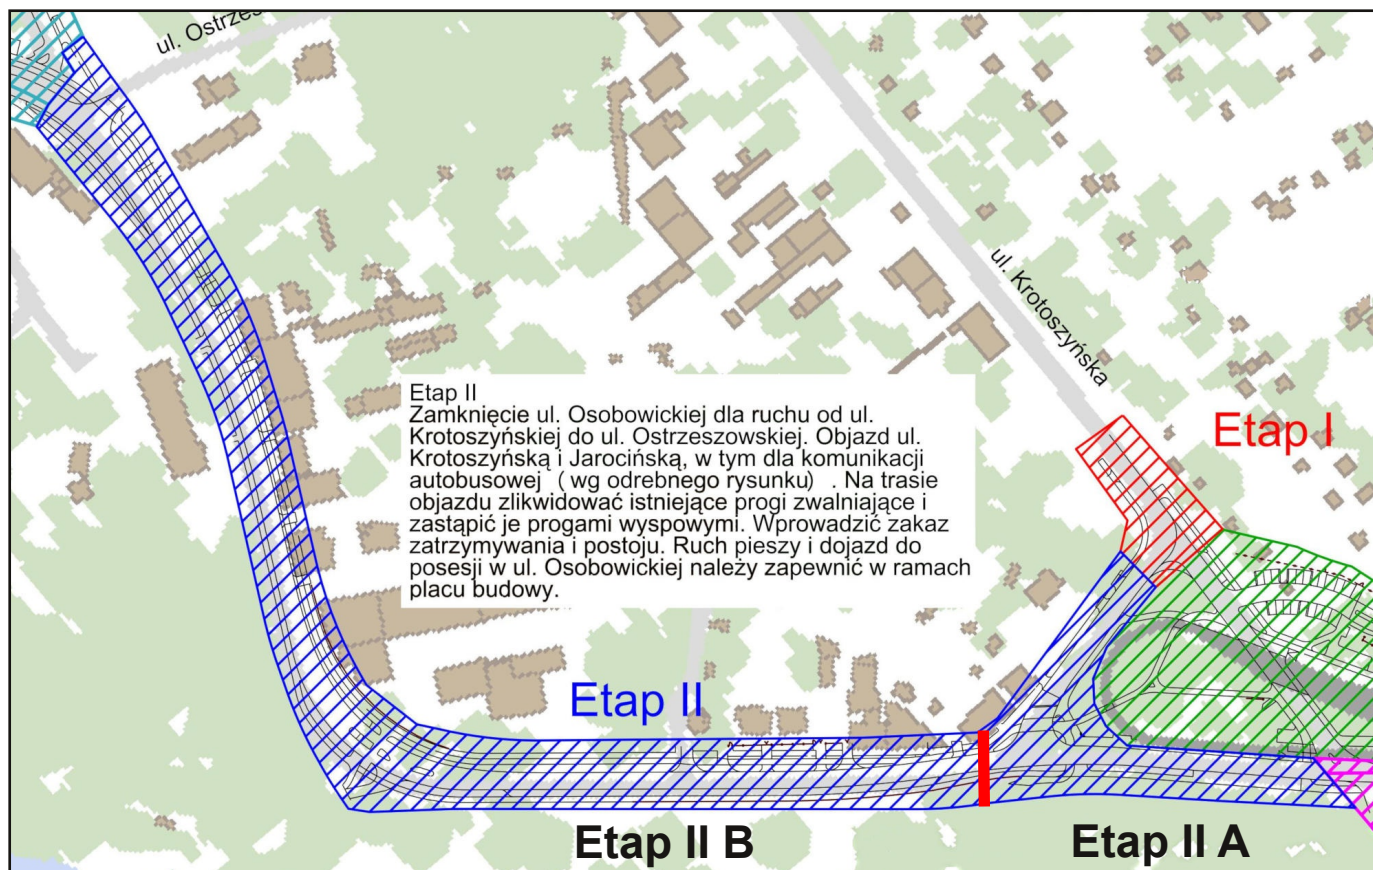 ul. Ostrzes
ul. Krotoszyńska
Etap I
Etap II
Zamknięcie ul. Osobowickiej dla ruchu od ul.
Krotoszyńskiej do ul. Ostrzeszowskiej. Objazd ul.
Krotoszyńską i Jarocińską, w tym dla komunikacji
autobusowej ( wg odrebnego rysunku) . Na trasie
objazdu zlikwidować istniejące progi zwalniające i
zastąpić je progami wyspowymi. Wprowadzić zakaz
zatrzymywania i postoju. Ruch pieszy i dojazd do
posesji w ul. Osobowickiej należy zapewnić w ramach
placu budowy.
Etap II
Etap II B
Etap II A